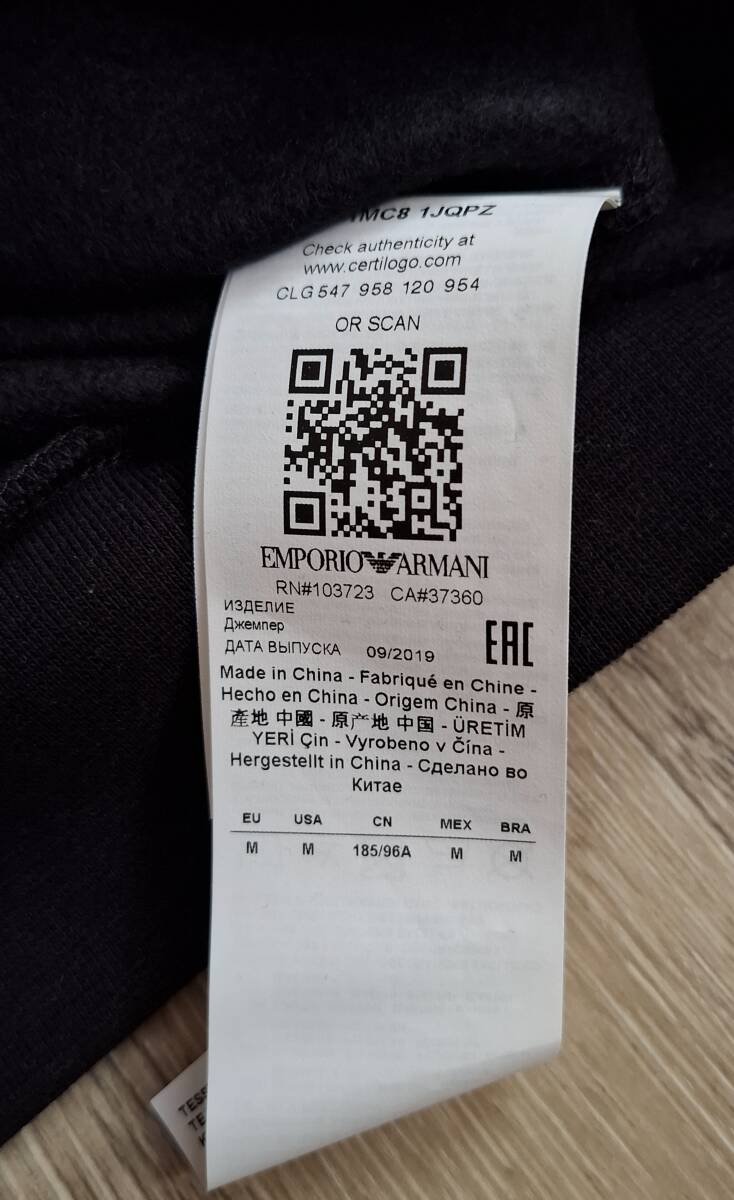 1JQPZ
Check authenticity at
www.certilogo.com
CLG 547 958 120 954
OR SCAN
EMPORIO ARMANI
RN#103723 CA#37360
ИЗДЕЛИЕ
Джемпер
ДАТА ВЫПУСКА 09/2019
EAC
Made in China - Fabriqué en Chine -
Hecho en China - Origem China - 原
產地 中國 - 原产地 中国 - ÜRETİM
YERİ Çin - Vyrobeno v Čína -
Hergestellt in China - Сделано во
Китае
EU USA CN MEX BRA
M M 185/96A M M